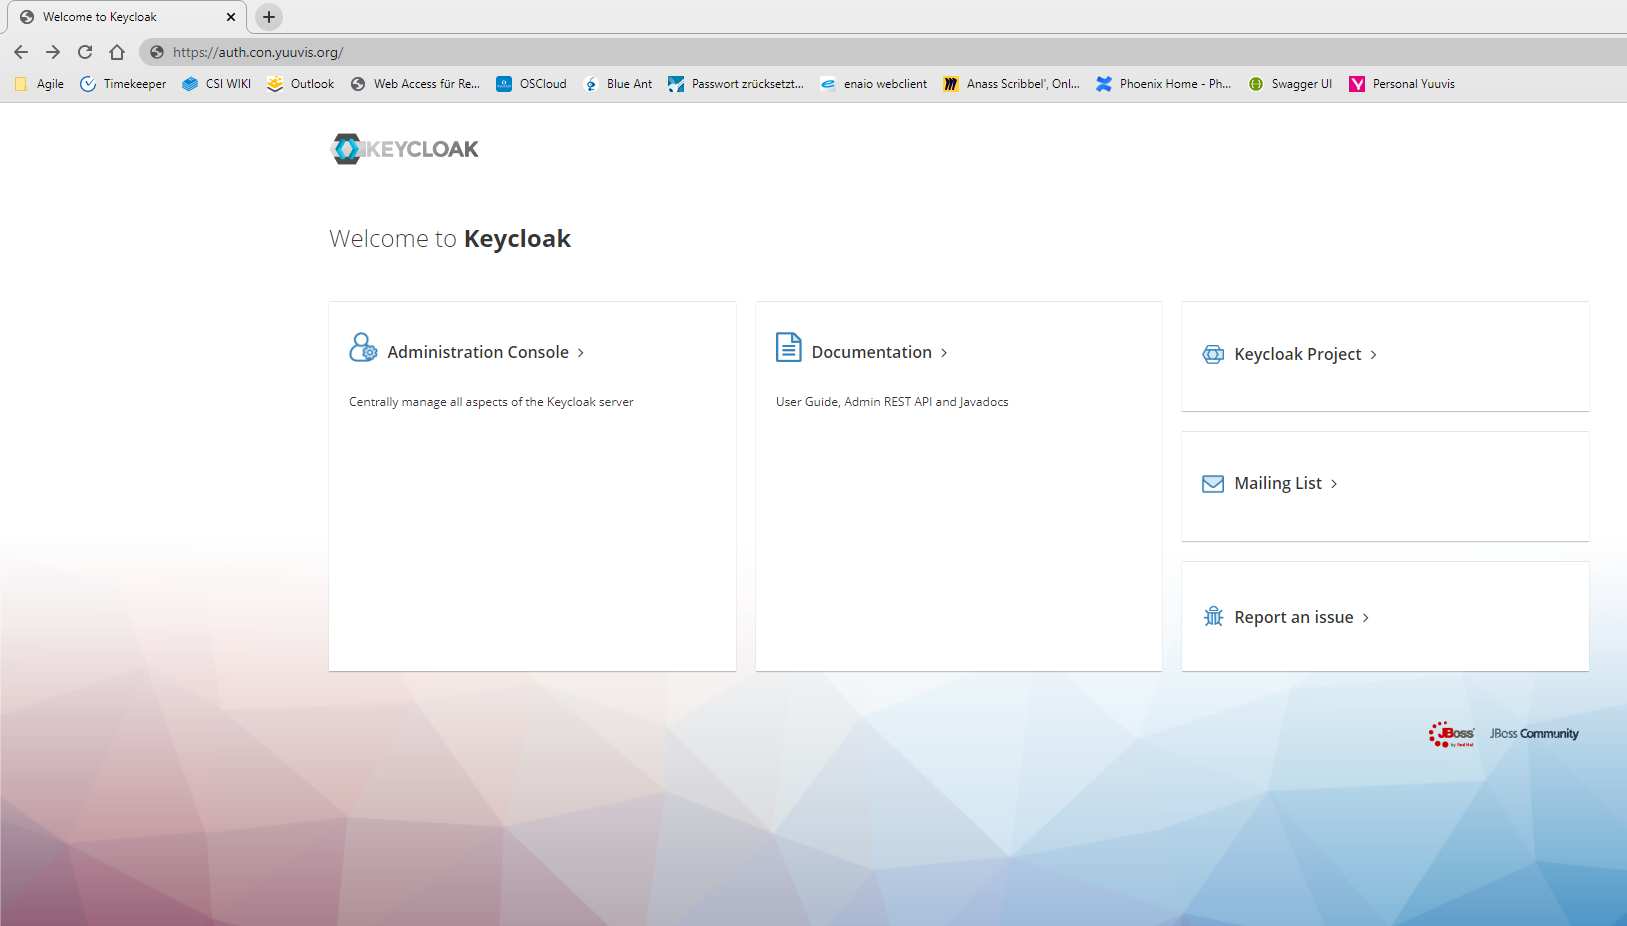 Welcome to Keycloak
https://auth.con.yuuvis.org/
Agile Timekeeper CSI WIKI Outlook Web Access für Re... OSCloud Blue Ant Passwort zrücksetzt... enaio webclient Anass Scribbel', Onl... Phoenix Home - Ph... Swagger UI Personal Yuuvis
KEYCLOAK
Welcome to Keycloak
Administration Console
Centrally manage all aspects of the Keycloak server
Documentation
User Guide, Admin REST API and Javadocs
Keycloak Project
Mailing List
Report an issue
JBoss by Red Hat
JBoss Community